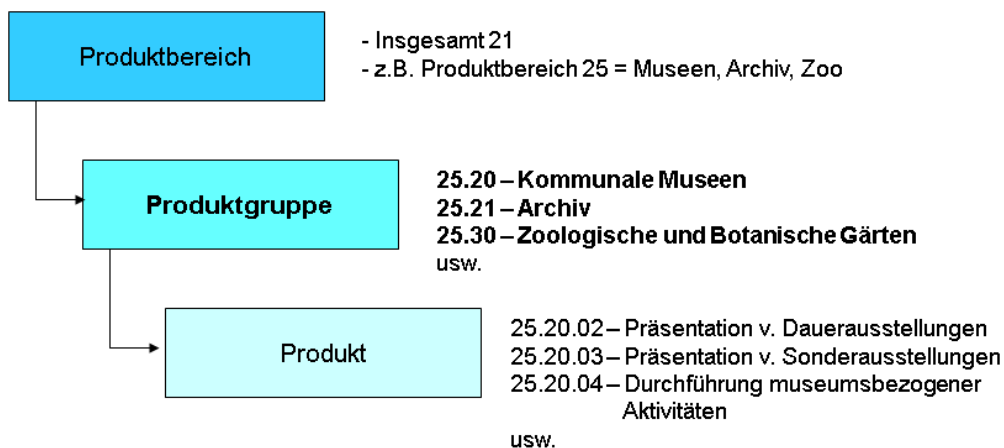 Produktbereich
- Insgesamt 21
- z.B. Produktbereich 25 = Museen, Archiv, Zoo
Produktgruppe
25.20 – Kommunale Museen
25.21 – Archiv
25.30 – Zoologische und Botanische Gärten
usw.
Produkt
25.20.02 – Präsentation v. Dauerausstellungen
25.20.03 – Präsentation v. Sonderausstellungen
25.20.04 – Durchführung museumsbezogener
Aktivitäten
usw.